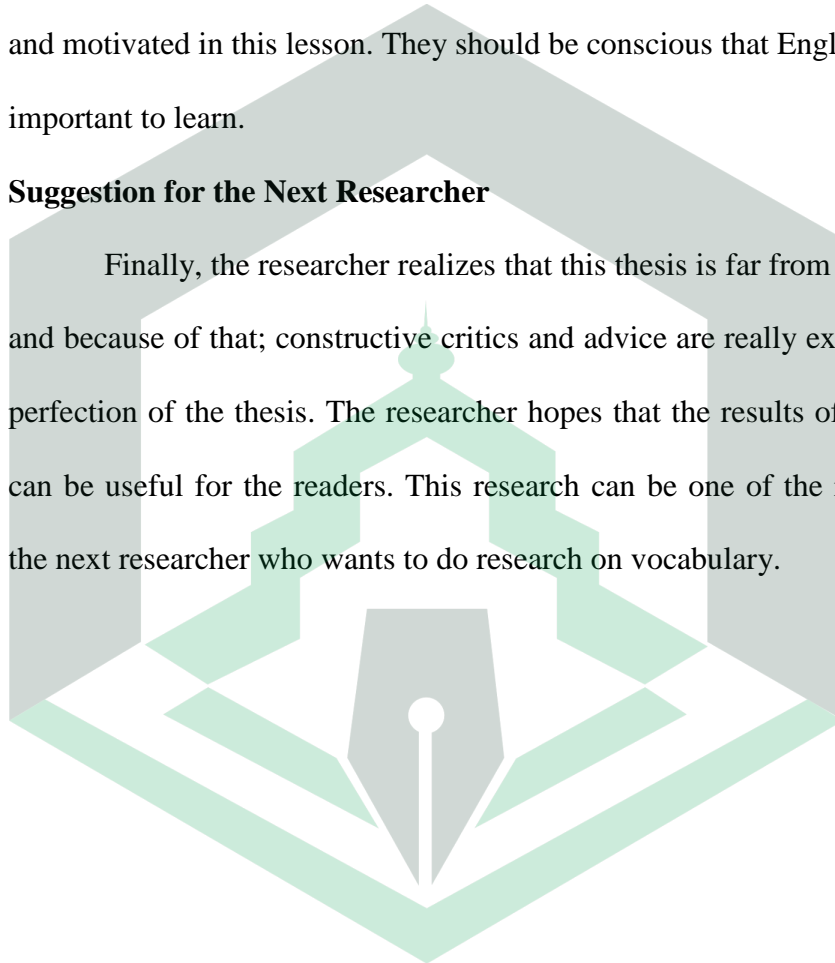 and motivated in this lesson. They should be conscious that Engl
important to learn.
Suggestion for the Next Researcher
Finally, the researcher realizes that this thesis is far from
and because of that; constructive critics and advice are really ex
perfection of the thesis. The researcher hopes that the results of
can be useful for the readers. This research can be one of the
the next researcher who wants to do research on vocabulary.